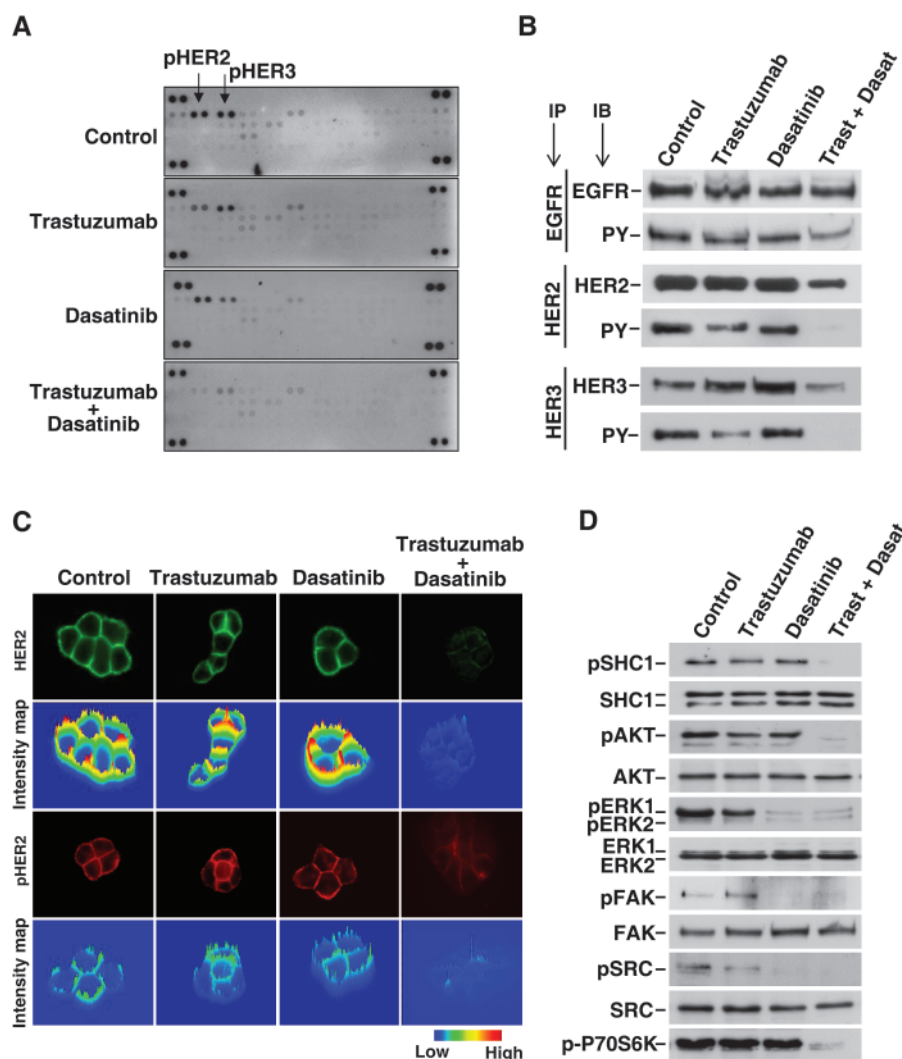 A
pHER2
pHER3
Control
Trastuzumab
Dasatinib
Trastuzumab
+
Dasatinib
B
IP
IB
Control
Trastuzumab
Dasatinib
Trast + Dasat
EGFR
EGFR
PY
HER2
HER2
PY
HER3
HER3
PY
C
Control
Trastuzumab
Dasatinib
Trastuzumab
+
Dasatinib
HER2
Intensity map
pHER2
Intensity map
Low
High
D
Control
Trastuzumab
Dasatinib
Trast + Dasat
pSHC1
SHC1
pAKT
AKT
pERK1
pERK2
ERK1
ERK2
pFAK
FAK
pSRC
SRC
p-P70S6K